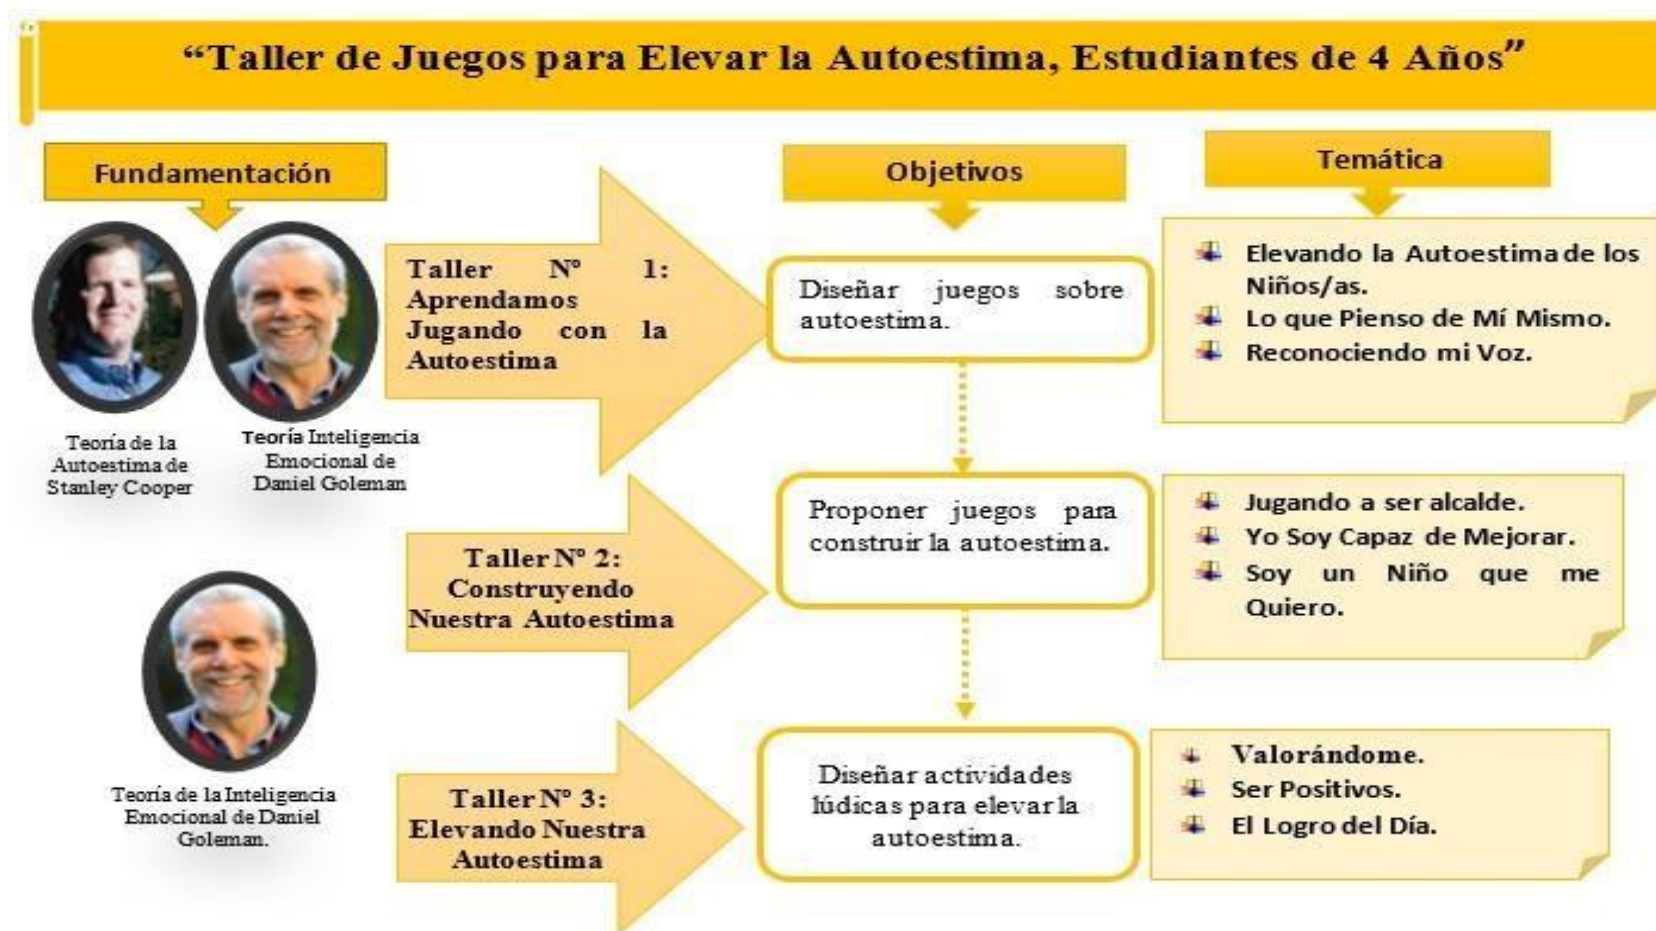 “Taller de Juegos para Elevar la Autoestima, Estudiantes de 4 Años”
Fundamentación
Objetivos
Temática
Teoría de la
Autoestima de
Stanley Cooper
Teoría Inteligencia
Emocional de
Daniel Goleman
Taller Nº 1:
Aprendamos
Jugando con la
Autoestima
Diseñar juegos sobre
autoestima.
Elevando la Autoestima de los
Niños/as.
Lo que Pienso de Mí Mismo.
Reconociendo mi Voz.
Taller Nº 2:
Construyendo
Nuestra Autoestima
Proponer juegos para
construir la autoestima.
Jugando a ser alcalde.
Yo Soy Capaz de Mejorar.
Soy un Niño que me
Quiero.
Teoría de la Inteligencia
Emocional de Daniel
Goleman.
Taller Nº 3:
Elevando Nuestra
Autoestima
Diseñar actividades
lúdicas para elevar la
autoestima.
Valorándome.
Ser Positivos.
El Logro del Día.